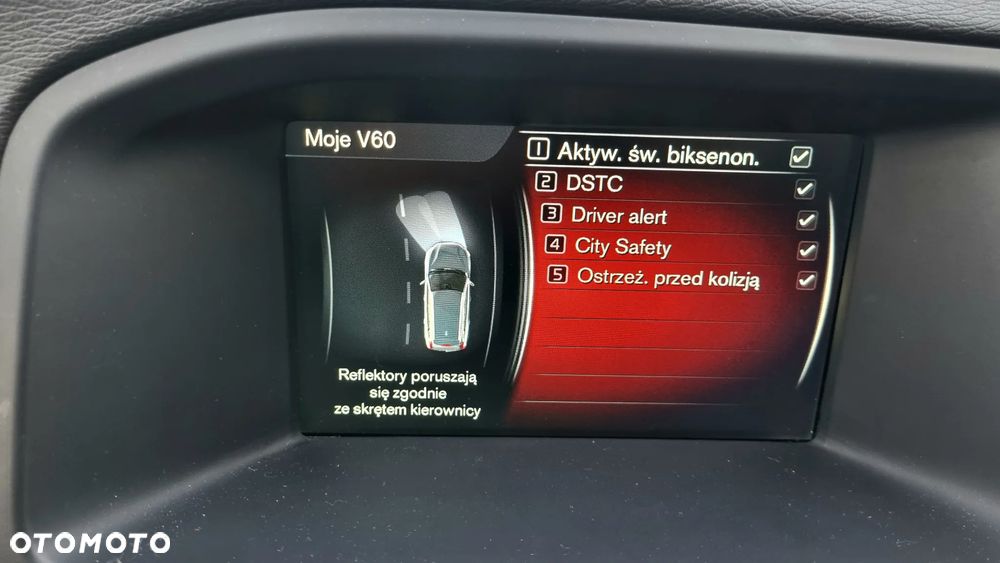 Moje V60
1 Aktyw. św. biksenon.
2 DSTC
3 Driver alert
4 City Safety
5 Ostrzeż. przed kolizją
Reflektory poruszają
się zgodnie
ze skrętem kierownicy
OTOMOTO